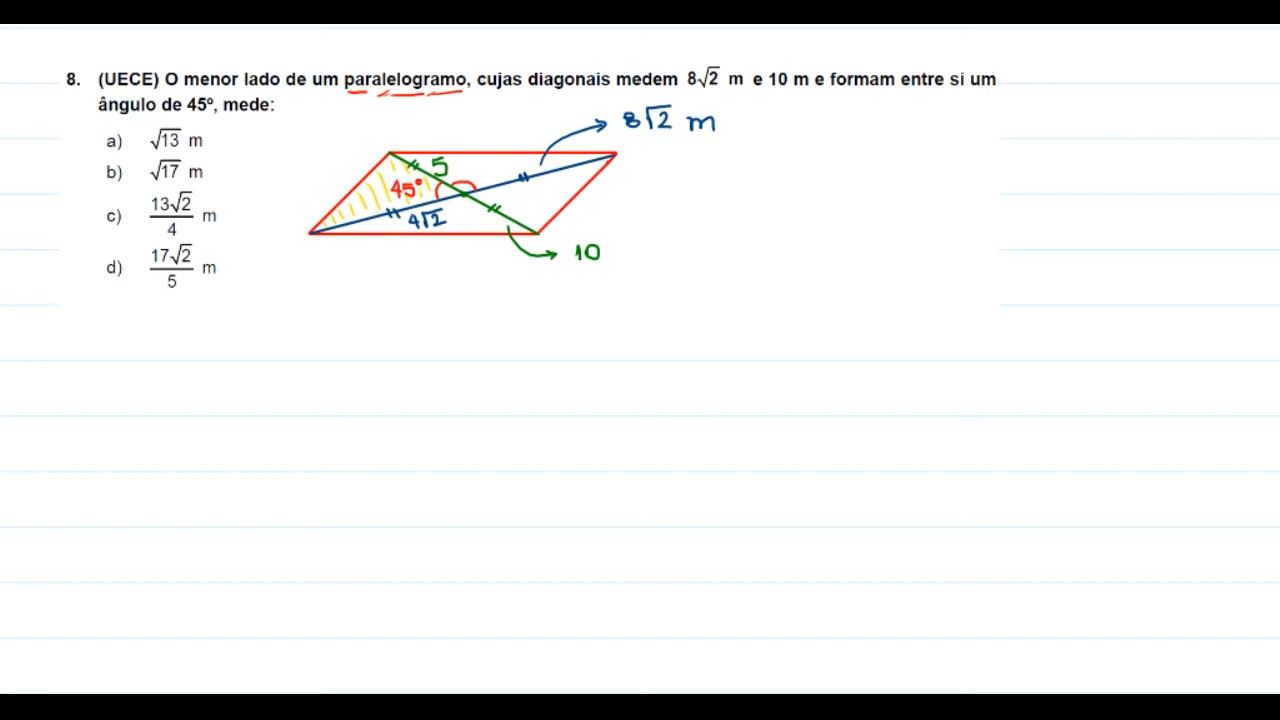 8. (UECE) O menor lado de um paralelogramo, cujas diagonais medem 8√2 m e 10 m e formam entre si um
ângulo de 45º, mede:
a) √13 m
b) √17 m
c) 13√2/4 m
d) 17√2/5 m
8√2 m
5
45°
4√2
10